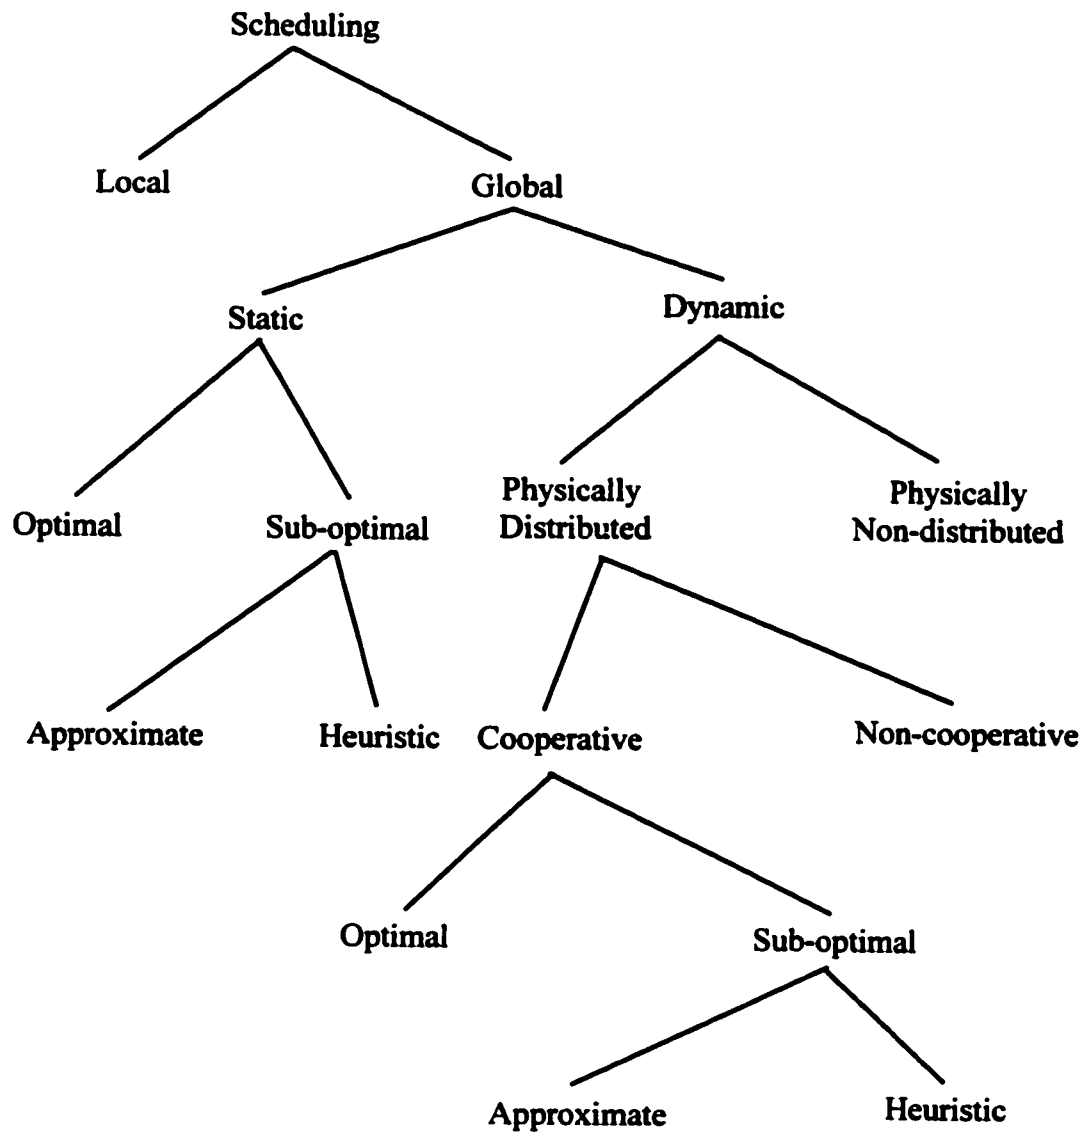 Scheduling
Local
Global
Static
Dynamic
Optimal
Sub-optimal
Physically
Distributed
Physically
Non-distributed
Approximate
Heuristic
Cooperative
Non-cooperative
Optimal
Sub-optimal
Approximate
Heuristic